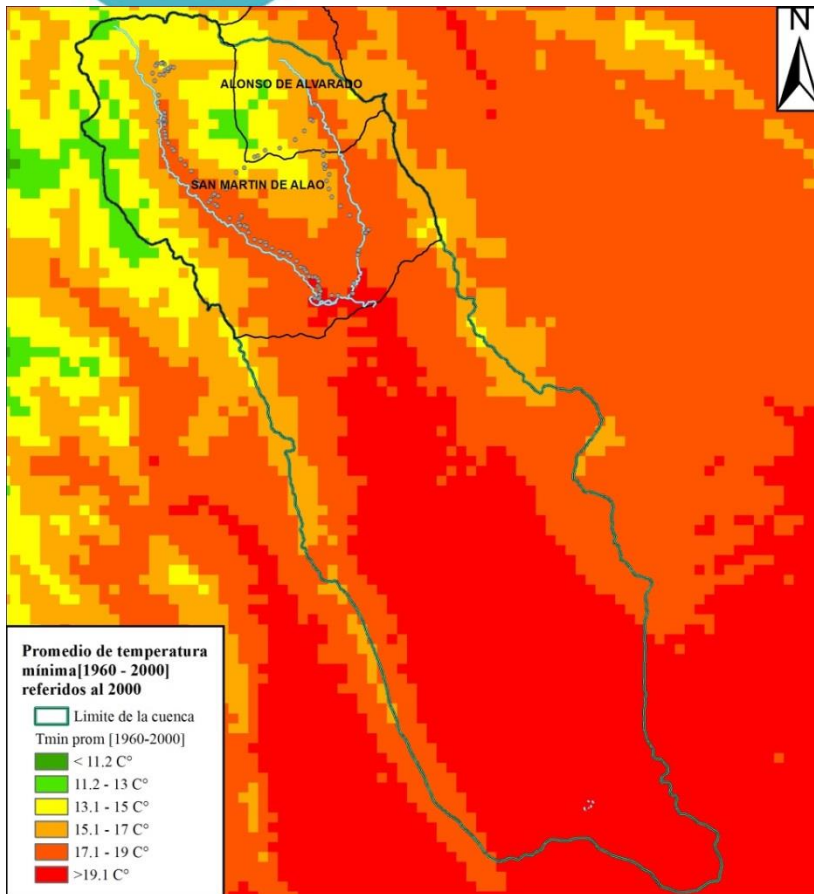 N
ALONSO DE ALVARADO
SAN MARTIN DE ALAO
Promedio de temperatura
mínima[1960 - 2000]
referidos al 2000
Limite de la cuenca
Tmin prom [1960-2000]
< 11.2 C°
11.2 - 13 C°
13.1 - 15 C°
15.1 - 17 C°
17.1 - 19 C°
>19.1 C°